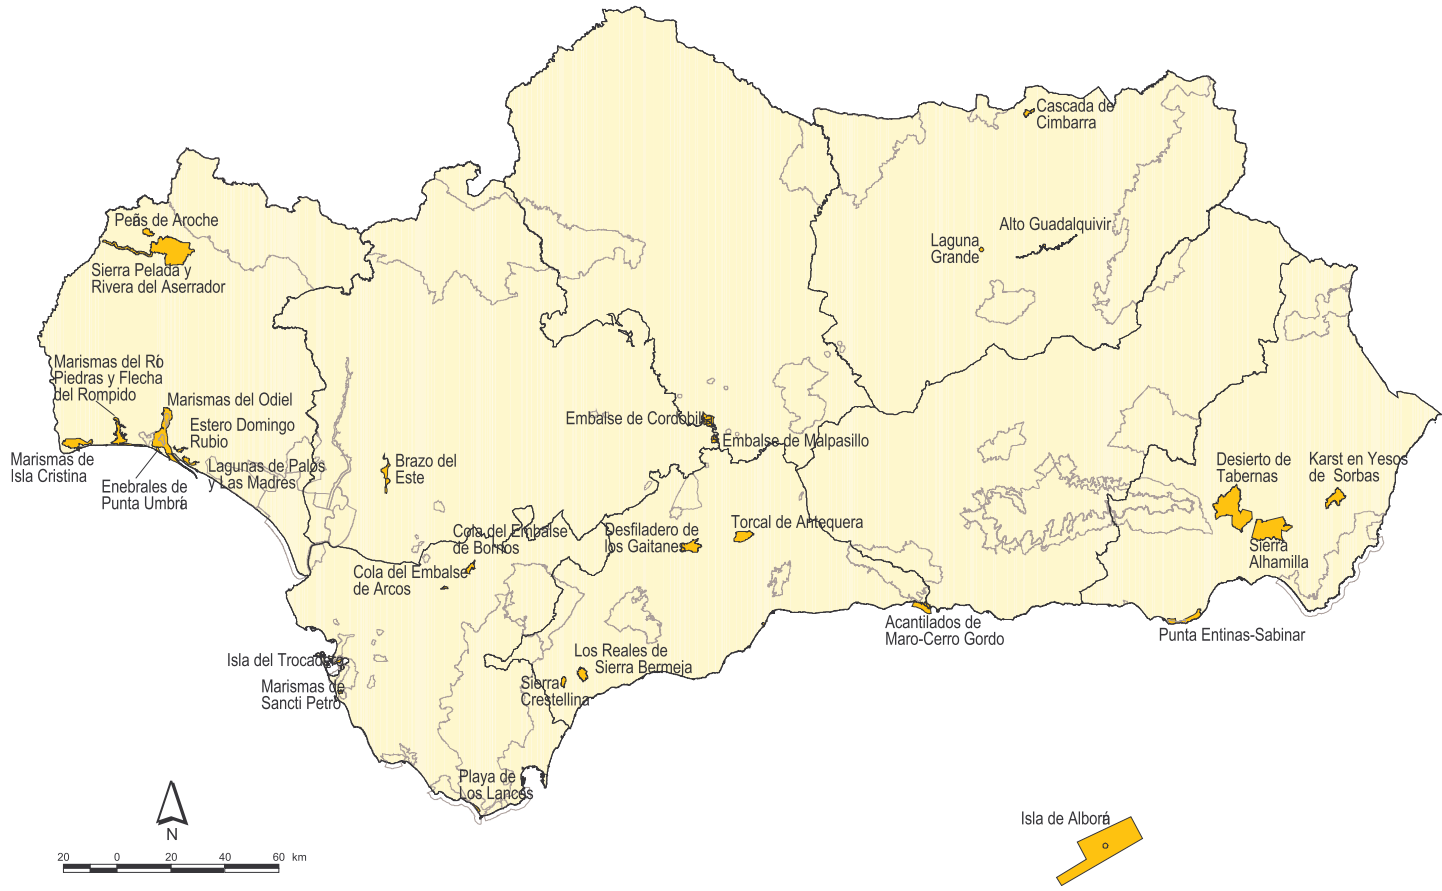 Cascada de
Cimbarra
Peñas de Aroche
Alto Guadalquivir
Laguna
Grande
Sierra Pelada y
Rivera del Aserrador
Marismas del Río
Piedras y Flecha
del Rompido
Marismas del Odiel
Estero Domingo
Rubio
Embalse de Cordobilla
Embalse de Malpasillo
Marismas de
Isla Cristina
Lagunas de Palos
y Las Madres
Brazo del
Este
Desierto de
Tabernas
Karst en Yesos
de Sorbas
Enebrales de
Punta Umbría
Cola del Embalse
de Bornos
Desfiladero de
los Gaitanes
Torcal de Antequera
Sierra
Alhamilla
Cola del Embalse
de Arcos
Acantilados de
Maro-Cerro Gordo
Punta Entinas-Sabinar
Isla del Trocadero
Los Reales de
Sierra Bermeja
Marismas de
Sancti Petro
Sierra
Crestellina
Playa de
Los Lances
Isla de Alborán
N
20 0 20 40 60 km